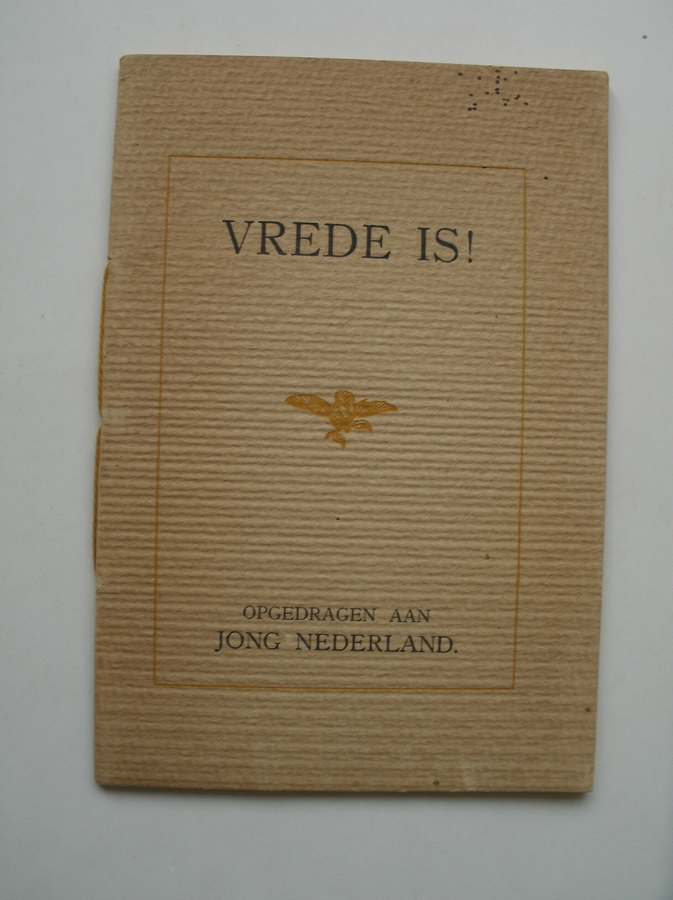 VREDE IS!
OPGEDRAGEN AAN
JONG NEDERLAND.